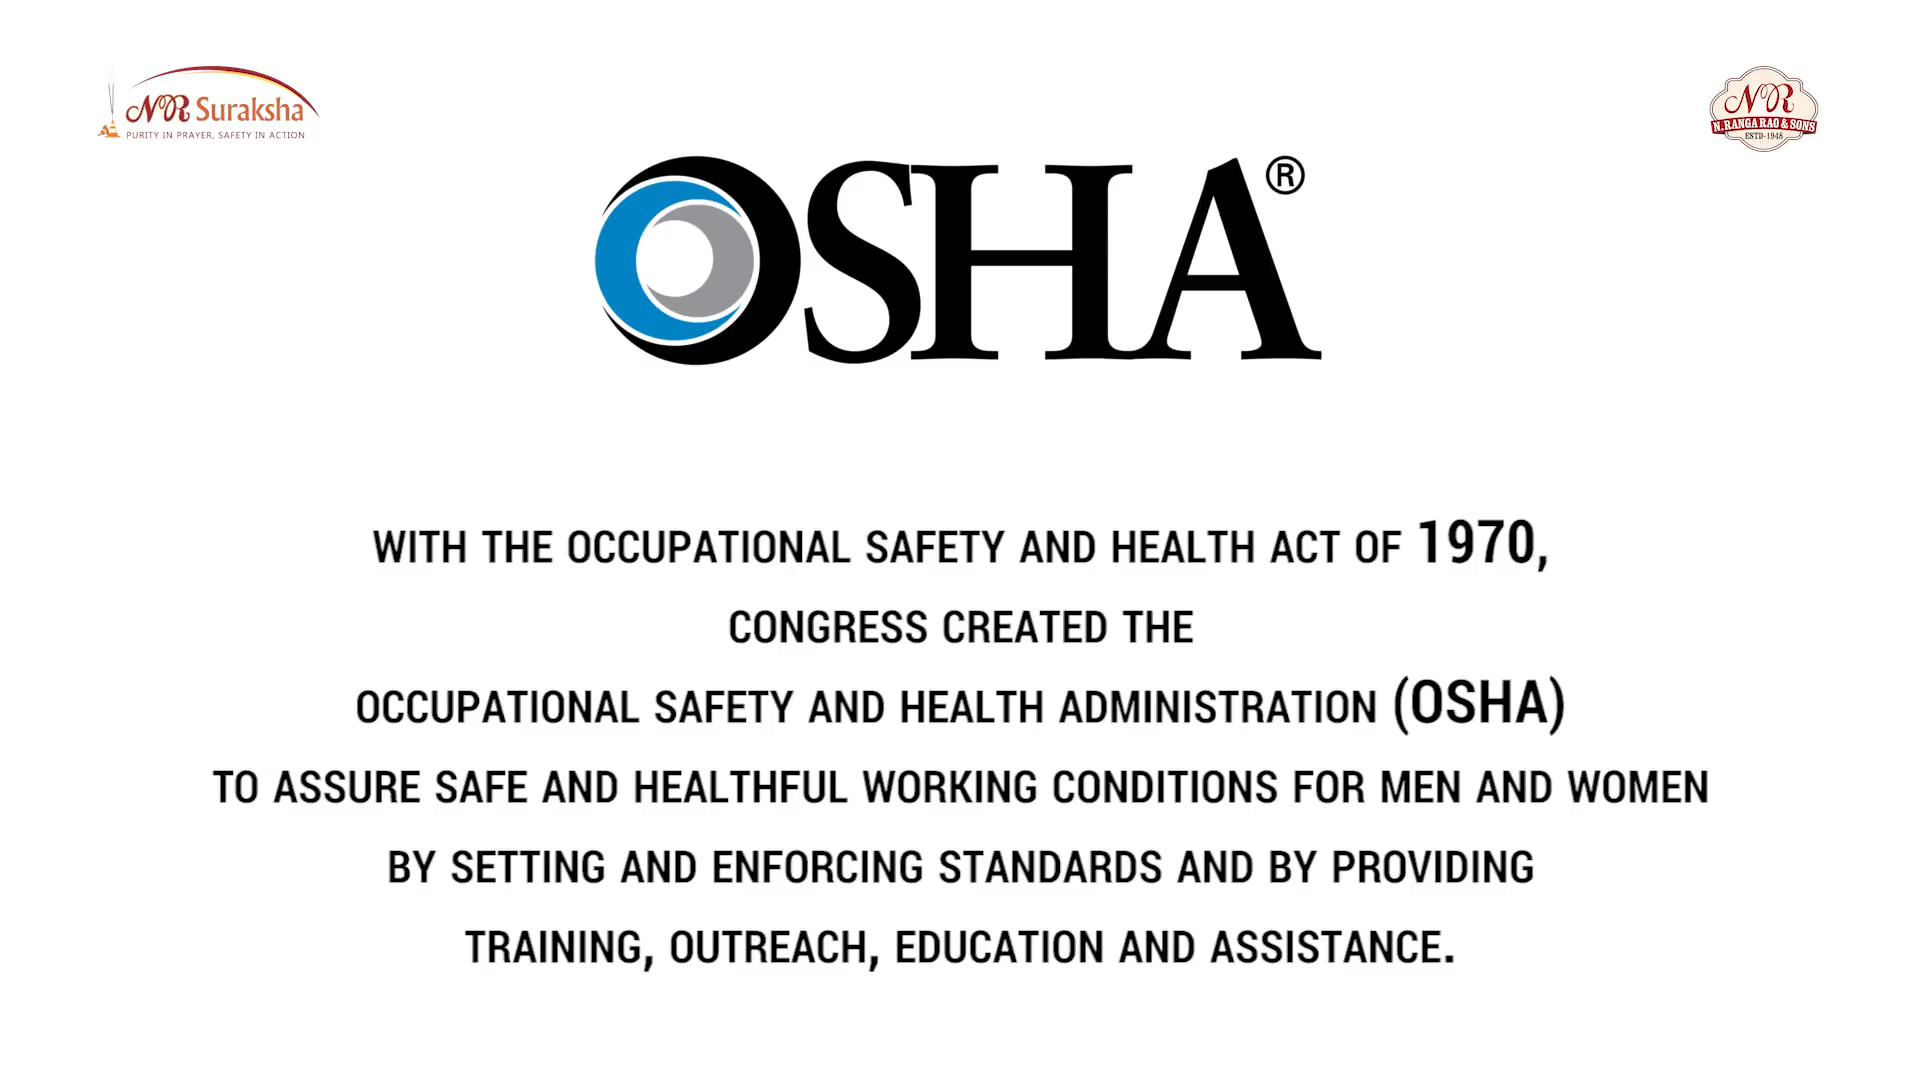 NR Suraksha
PURITY IN PRAYER, SAFETY IN ACTION
NR
N. RANGA RAO & SONS
ESTD-1948
OSHA®
WITH THE OCCUPATIONAL SAFETY AND HEALTH ACT OF 1970,
CONGRESS CREATED THE
OCCUPATIONAL SAFETY AND HEALTH ADMINISTRATION (OSHA)
TO ASSURE SAFE AND HEALTHFUL WORKING CONDITIONS FOR MEN AND WOMEN
BY SETTING AND ENFORCING STANDARDS AND BY PROVIDING
TRAINING, OUTREACH, EDUCATION AND ASSISTANCE.